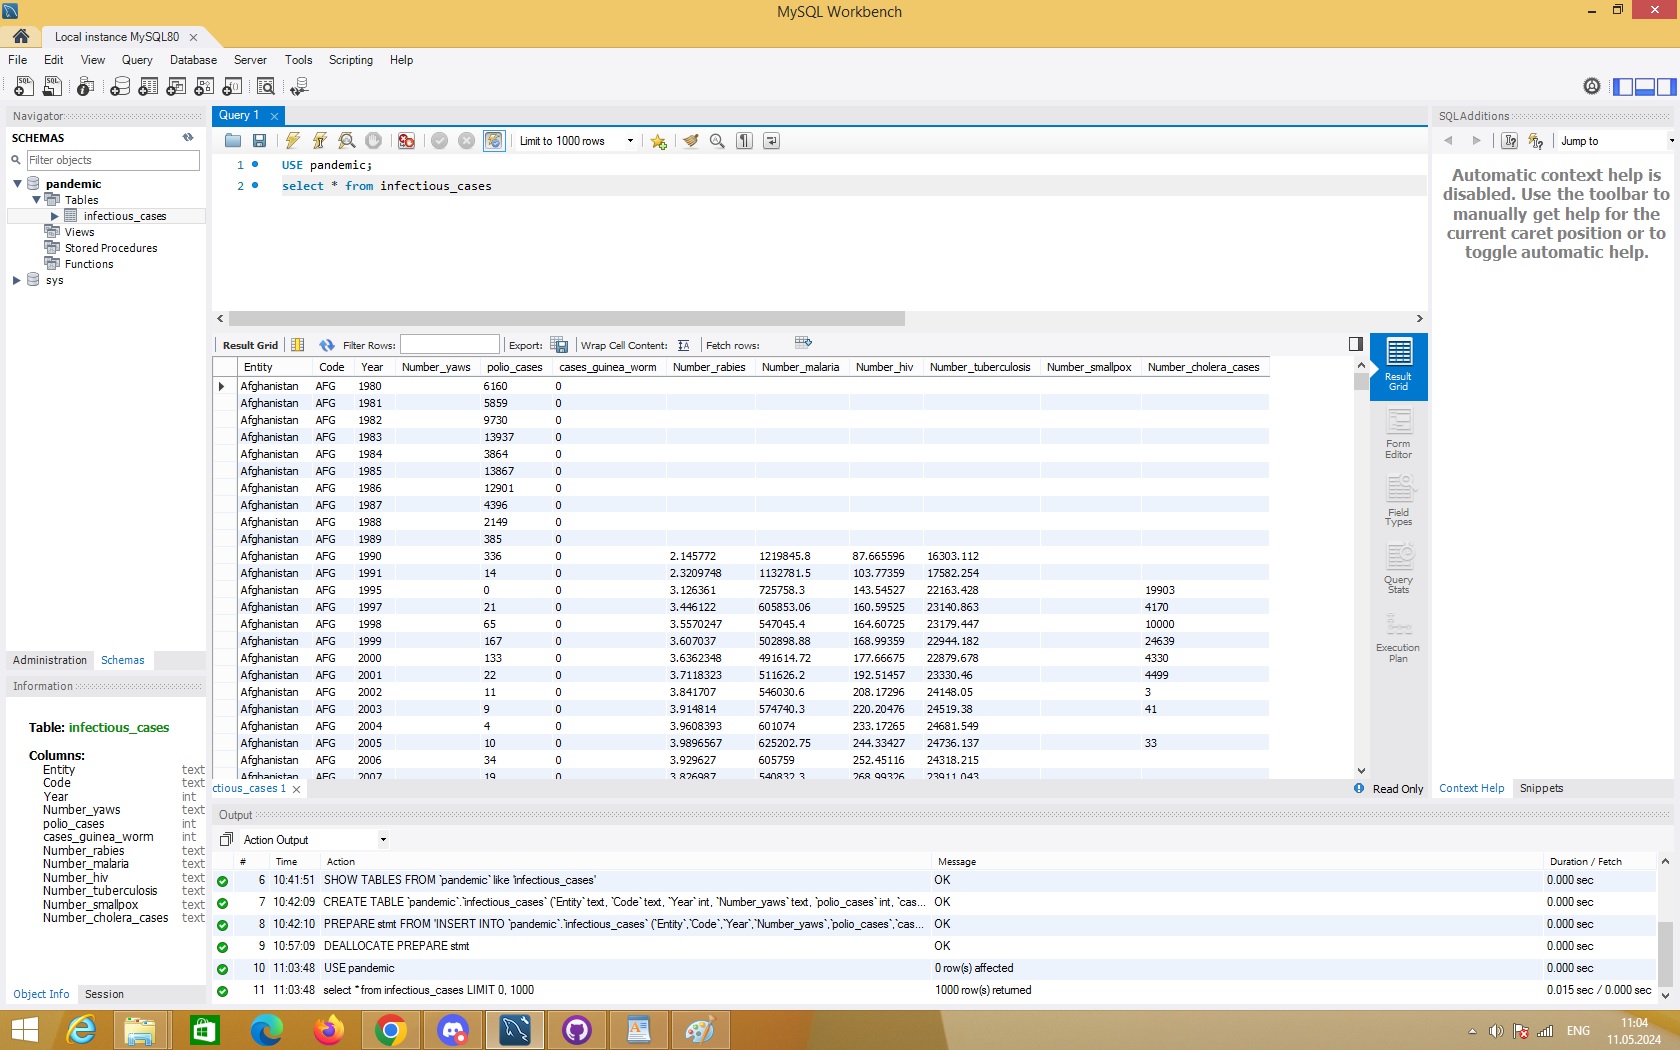 MySQL Workbench
Local instance MySQL80
File Edit View Query Database Server Tools Scripting Help
Navigator
SCHEMAS
Filter objects
pandemic
Tables
infectious_cases
Views
Stored Procedures
Functions
sys
Administration Schemas
Information
Table: infectious_cases
Columns:
Entity text
Code text
Year int
Number_yaws text
polio_cases int
cases_guinea_worm int
Number_rabies text
Number_malaria text
Number_hiv text
Number_tuberculosis text
Number_smallpox text
Number_cholera_cases text
Object Info Session
Query 1
Limit to 1000 rows
1 USE pandemic;
2 select * from infectious_cases
Result Grid Filter Rows: Export: Wrap Cell Content: Fetch rows:
Entity Code Year Number_yaws polio_cases cases_guinea_worm Number_rabies Number_malaria Number_hiv Number_tuberculosis Number_smallpox Number_cholera_cases
Afghanistan AFG 1980 6160 0
Afghanistan AFG 1981 5859 0
Afghanistan AFG 1982 9730 0
Afghanistan AFG 1983 13937 0
Afghanistan AFG 1984 3864 0
Afghanistan AFG 1985 13867 0
Afghanistan AFG 1986 12901 0
Afghanistan AFG 1987 4396 0
Afghanistan AFG 1988 2149 0
Afghanistan AFG 1989 385 0
Afghanistan AFG 1990 336 0 2.145772 1219845.8 87.665596 16303.112
Afghanistan AFG 1991 14 0 2.3209748 1132781.5 103.77359 17582.254
Afghanistan AFG 1995 0 0 3.126361 725758.3 143.54527 22163.428 19903
Afghanistan AFG 1997 21 0 3.446122 605853.06 160.59525 23140.863 4170
Afghanistan AFG 1998 65 0 3.5570247 547045.4 164.60725 23179.447 10000
Afghanistan AFG 1999 167 0 3.607037 502898.88 168.99359 22944.182 24639
Afghanistan AFG 2000 133 0 3.6362348 491614.72 177.66675 22879.678 4330
Afghanistan AFG 2001 22 0 3.7118323 511626.2 192.51457 23330.46 4499
Afghanistan AFG 2002 11 0 3.841707 546030.6 208.17296 24148.05 3
Afghanistan AFG 2003 9 0 3.914814 574740.3 220.20476 24519.38 41
Afghanistan AFG 2004 4 0 3.9608393 601074 233.17265 24681.549
Afghanistan AFG 2005 10 0 3.9896567 625202.75 244.33427 24736.137 33
Afghanistan AFG 2006 34 0 3.929627 605759 252.45116 24318.215
Afghanistan AFG 2007 19 0 3.826987 540832.3 268.99326 23911.043
ctious_cases 1
Read Only
Result Grid
Form Editor
Field Types
Query Stats
Execution Plan
SQLAdditions
Jump to
Automatic context help is
disabled. Use the toolbar to
manually get help for the
current caret position or to
toggle automatic help.
Context Help Snippets
Output
Action Output
# Time Action Message Duration / Fetch
6 10:41:51 SHOW TABLES FROM `pandemic` like 'infectious_cases' OK 0.000 sec
7 10:42:09 CREATE TABLE `pandemic`.`infectious_cases` (`Entity` text, `Code` text, `Year` int, `Number_yaws` text, `polio_cases` int, `cas... OK 0.000 sec
8 10:42:10 PREPARE stmt FROM 'INSERT INTO `pandemic`.`infectious_cases` (`Entity`,`Code`,`Year`,`Number_yaws`,`polio_cases`,`cas... OK 0.000 sec
9 10:57:09 DEALLOCATE PREPARE stmt OK 0.000 sec
10 11:03:48 USE pandemic 0 row(s) affected 0.000 sec
11 11:03:48 select * from infectious_cases LIMIT 0, 1000 1000 row(s) returned 0.015 sec / 0.000 sec
ENG
11:04
11.05.2024